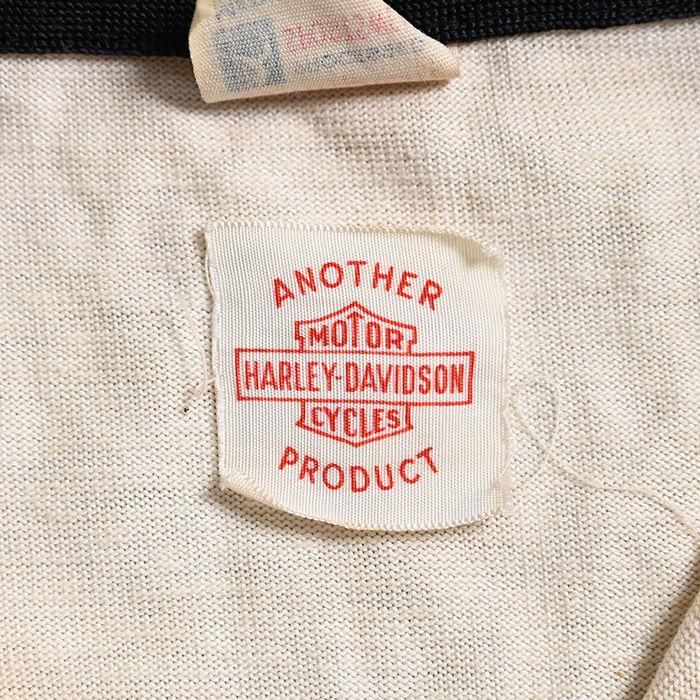 ANOTHER
MOTOR
HARLEY-DAVIDSON
CYCLES
PRODUCT